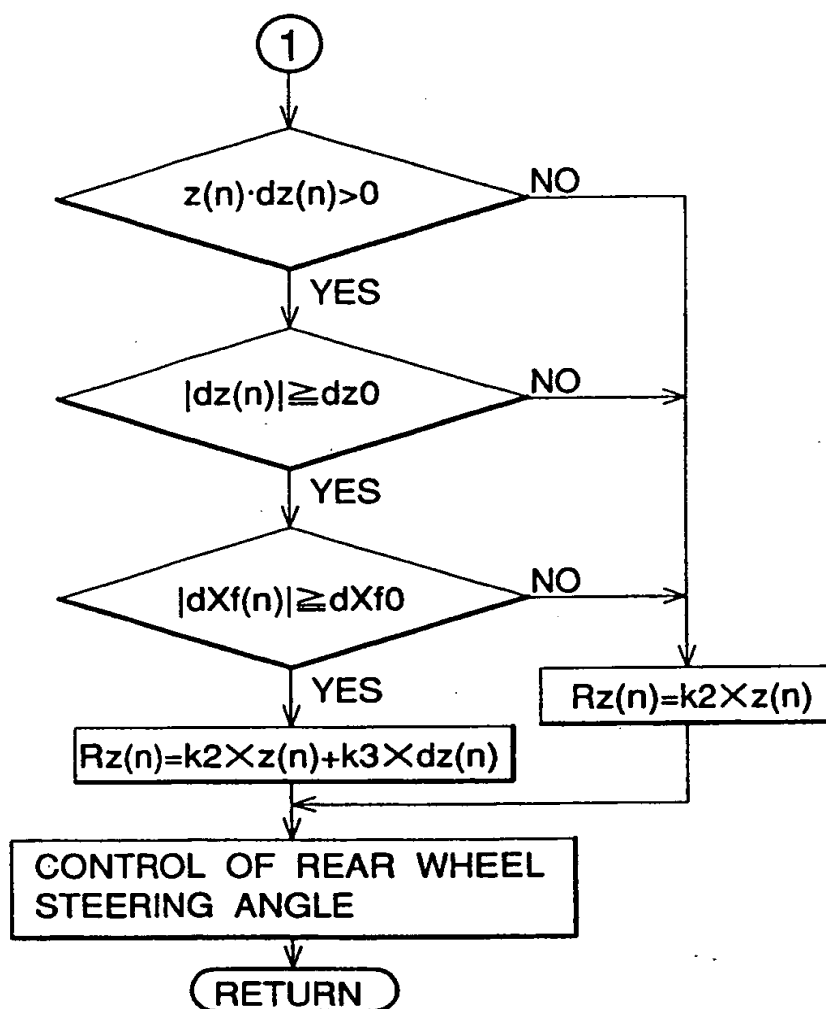 1
z(n)·dz(n)>0
NO
YES
|dz(n)|≧dz0
NO
YES
|dXf(n)|≧dXf0
NO
YES
Rz(n)=k2×z(n)
Rz(n)=k2×z(n)+k3×dz(n)
CONTROL OF REAR WHEEL
STEERING ANGLE
RETURN